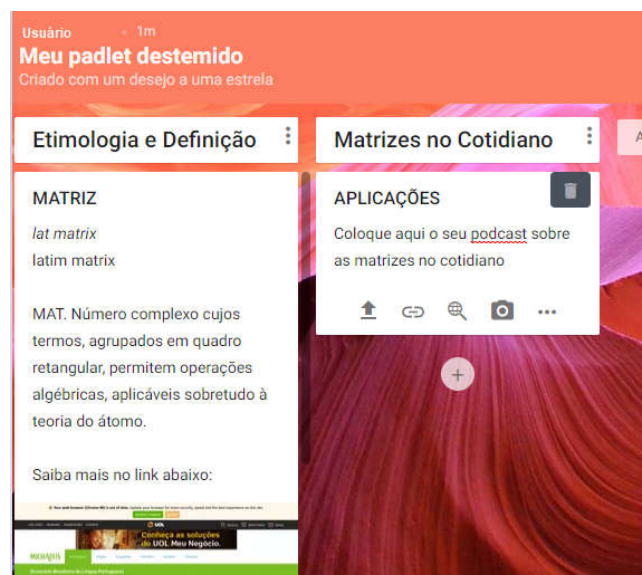 Usuário • 1m
Meu padlet destemido
Criado com um desejo a uma estrela
Etimologia e Definição
MATRIZ
lat matrix
latim matrix
MAT. Número complexo cujos
termos, agrupados em quadro
retangular, permitem operações
algébricas, aplicáveis sobretudo à
teoria do átomo.
Saiba mais no link abaixo:
UOL
Conheça as soluções
do UOL Meu Negócio.
MICHAELIS
Matrizes no Cotidiano
APLICAÇÕES
Coloque aqui o seu podcast sobre
as matrizes no cotidiano
A